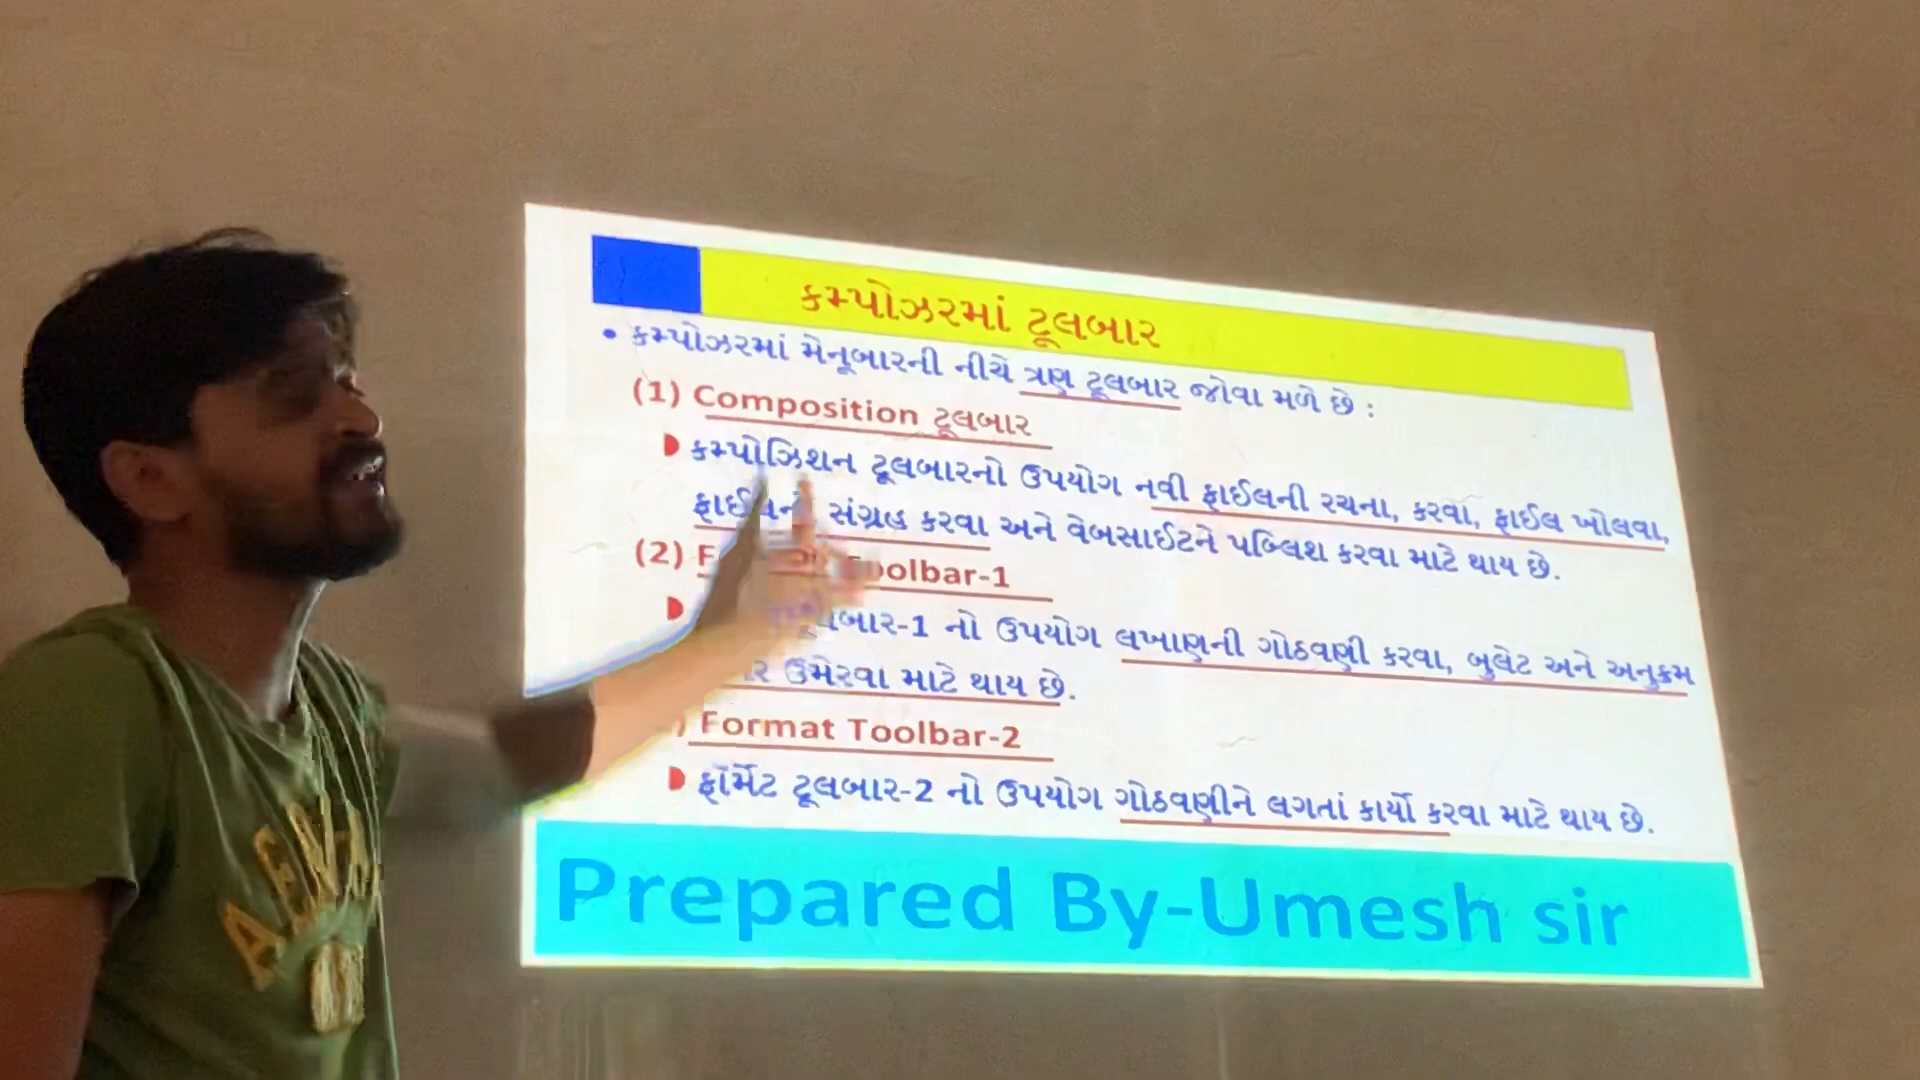 કમ્પોઝરમાં ટૂલબાર
• કમ્પોઝરમાં મેનૂબારની નીચે ત્રણ ટૂલબાર જોવા મળે છે :
(1) Composition ટૂલબાર
કમ્પોઝિશન ટૂલબારનો ઉપયોગ નવી ફાઈલની રચના, કરવા, ફાઈલ ખોલવા,
સંગ્રહ કરવા અને વેબસાઈટને પબ્લિશ કરવા માટે થાય છે.
(2)
નો ઉપયોગ લખાણની ગોઠવણી કરવા, બુલેટ અને અનુક્રમ
ઉમેરવા માટે થાય છે.
Format Toolbar-2
ફૉર્મેટ ટૂલબાર-2 નો ઉપયોગ ગોઠવણીને લગતાં કાર્યો કરવા માટે થાય છે.
Prepared By-Umesh sir